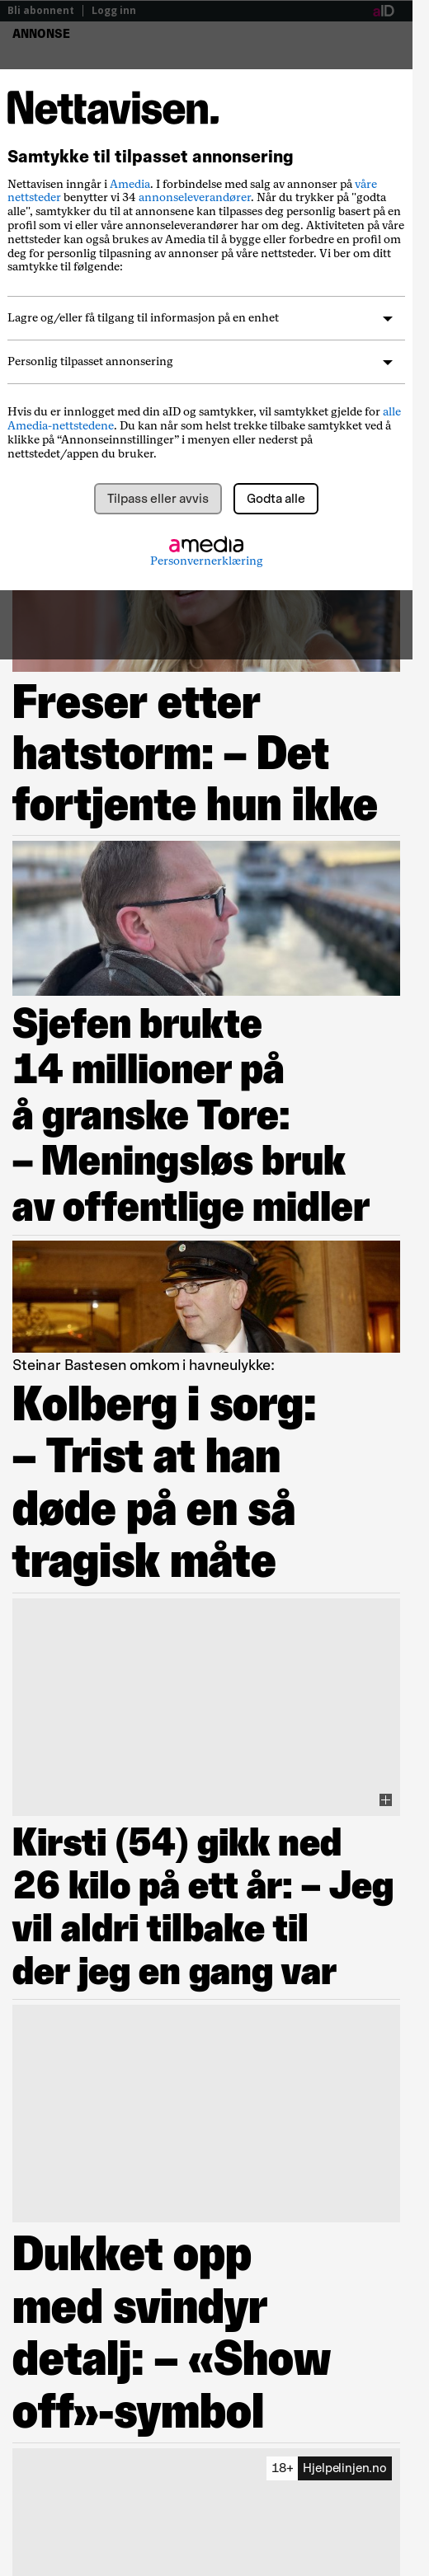 Bli abonnent | Logg inn
aID
ANNONSE
Nettavisen.
Samtykke til tilpasset annonsering
Nettavisen inngår i Amedia. I forbindelse med salg av annonser på våre
nettsteder benytter vi 34 annonseleverandører. Når du trykker på "godta
alle", samtykker du til at annonsene kan tilpasses deg personlig basert på en
profil som vi eller våre annonseleverandører har om deg. Aktiviteten på våre
nettsteder kan også brukes av Amedia til å bygge eller forbedre en profil om
deg for personlig tilpasning av annonser på våre nettsteder. Vi ber om ditt
samtykke til følgende:
Lagre og/eller få tilgang til informasjon på en enhet
Personlig tilpasset annonsering
Hvis du er innlogget med din aID og samtykker, vil samtykket gjelde for alle
Amedia-nettstedene. Du kan når som helst trekke tilbake samtykket ved å
klikke på “Annonseinnstillinger” i menyen eller nederst på
nettstedet/appen du bruker.
Tilpass eller avvis
Godta alle
amedia
Personvernerklæring
Freser etter
hatstorm: – Det
fortjente hun ikke
Sjefen brukte
14 millioner på
å granske Tore:
– Meningsløs bruk
av offentlige midler
Steinar Bastesen omkom i havneulykke:
Kolberg i sorg:
– Trist at han
døde på en så
tragisk måte
Kirsti (54) gikk ned
26 kilo på ett år: – Jeg
vil aldri tilbake til
der jeg en gang var
Dukket opp
med svindyr
detalj: – «Show
off»-symbol
18+ Hjelpelinjen.no